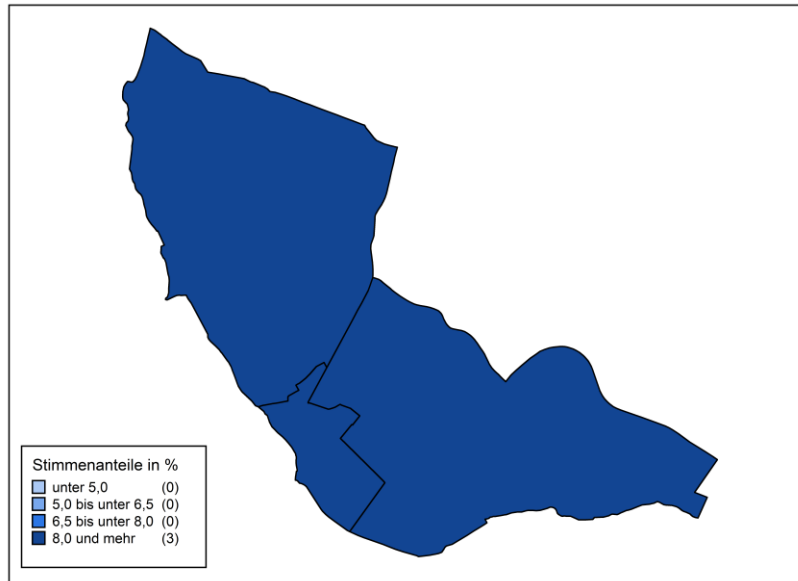 Stimmenanteile in %
unter 5,0 (0)
5,0 bis unter 6,5 (0)
6,5 bis unter 8,0 (0)
8,0 und mehr (3)